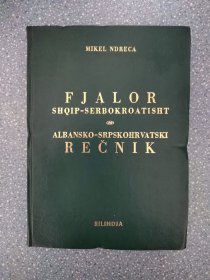 MIKEL NDRECA
FJALOR
SHQIP-SERBOKROATISHT
ALBANSKO-SRPSKOHRVATSKI
REČNIK
RILINDJA